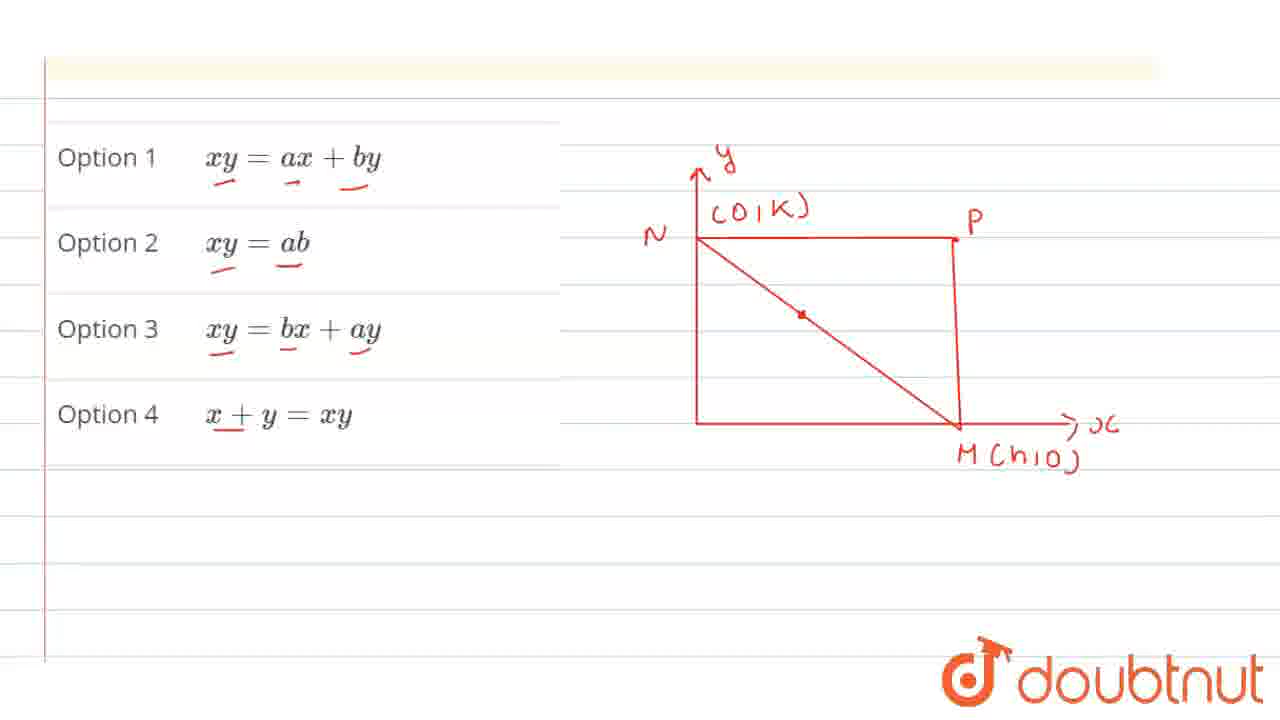 Option 1 xy = ax + by
Option 2 xy = ab
Option 3 xy = bx + ay
Option 4 x + y = xy
y
(0,K)
N
P
x
M(h,0)
doubtnut